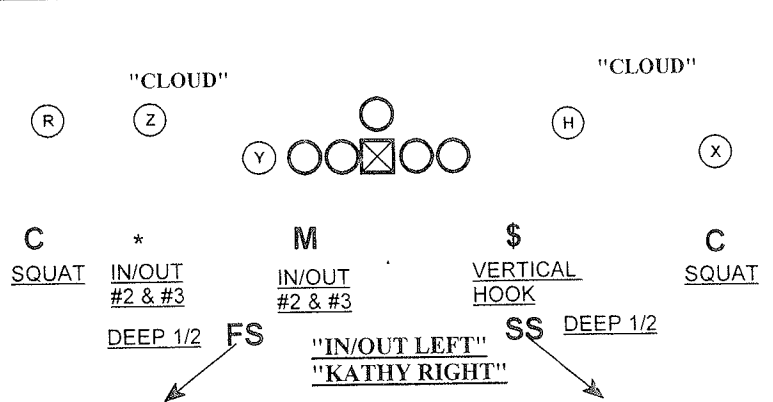 "CLOUD"
"CLOUD"
R
Z
H
Y
X
C
*
M
$
C
SQUAT
IN/OUT
#2 & #3
IN/OUT
#2 & #3
VERTICAL
HOOK
SQUAT
DEEP 1/2
FS
SS
DEEP 1/2
"IN/OUT LEFT"
"KATHY RIGHT"